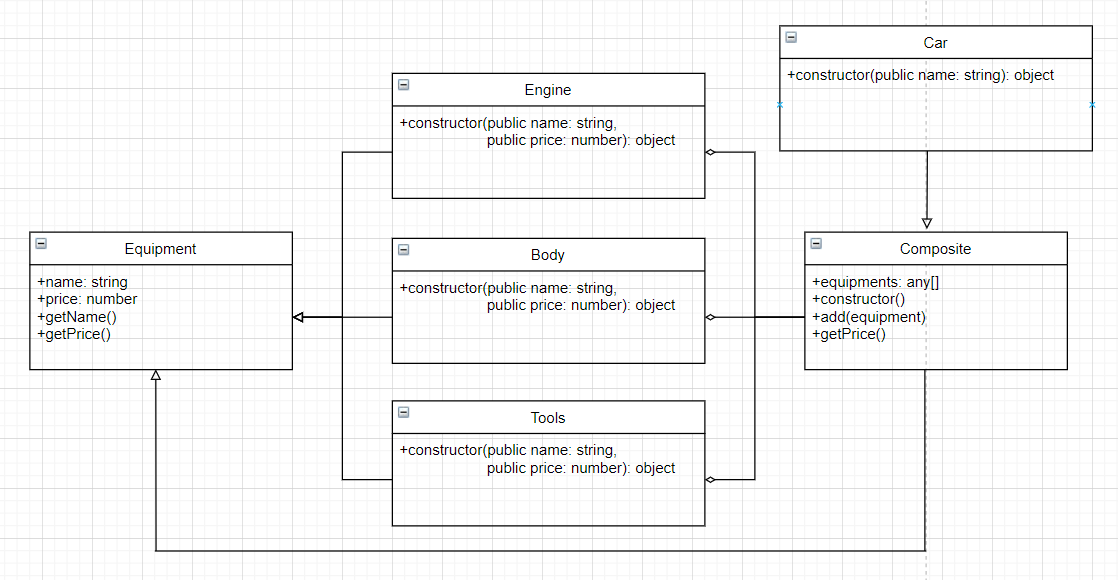 Car
+constructor(public name: string): object
Engine
+constructor(public name: string,
public price: number): object
Equipment
+name: string
+price: number
+getName()
+getPrice()
Body
+constructor(public name: string,
public price: number): object
Composite
+equipments: any[]
+constructor()
+add(equipment)
+getPrice()
Tools
+constructor(public name: string,
public price: number): object